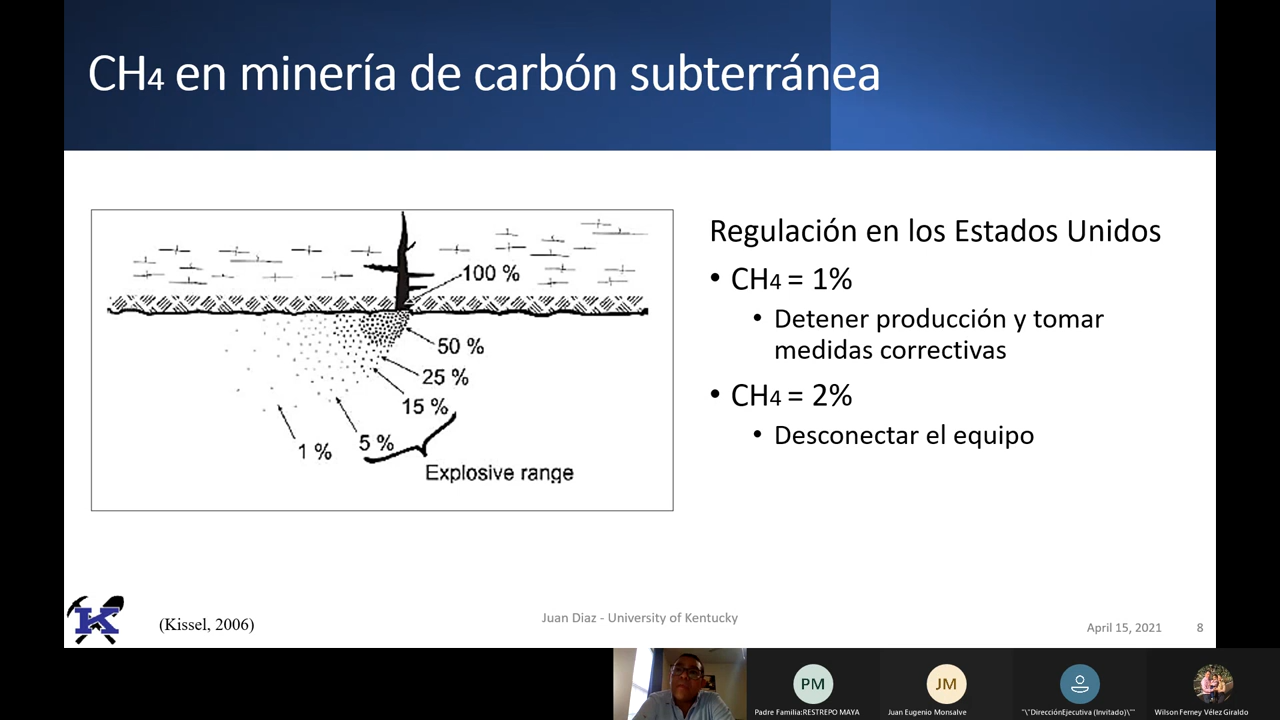 CH4 en minería de carbón subterránea
100 %
50 %
25 %
15 %
5 %
1 %
Explosive range
Regulación en los Estados Unidos
• CH4 = 1%
• Detener producción y tomar
medidas correctivas
• CH4 = 2%
• Desconectar el equipo
K
(Kissel, 2006)
Juan Diaz - University of Kentucky
April 15, 2021
8
PM
Padre Familia:RESTREPO MAYA
JM
Juan Eugenio Monsalve
"\"DirecciónEjecutiva (Invitado)\""
Wilson Ferney Vélez Giraldo